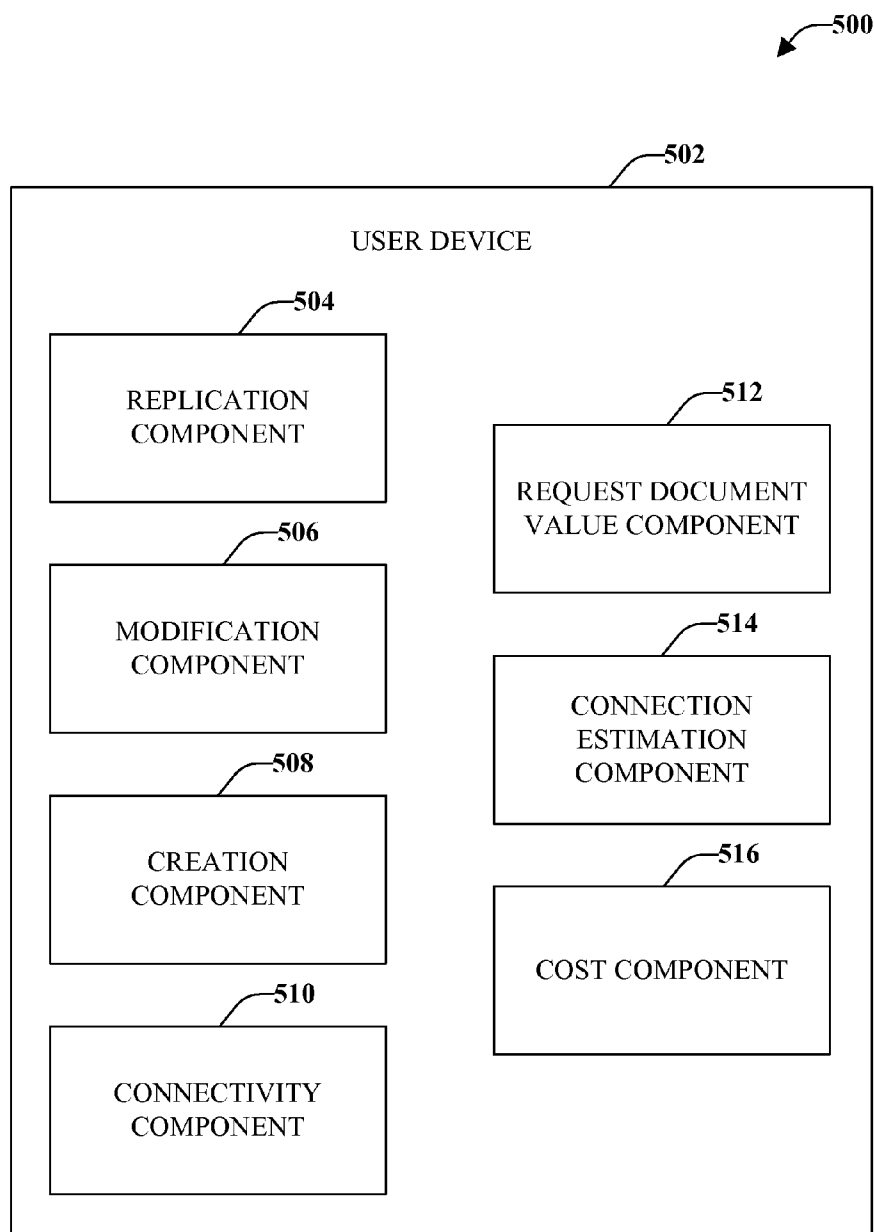 500
502
USER DEVICE
504
REPLICATION
COMPONENT
506
MODIFICATION
COMPONENT
508
CREATION
COMPONENT
510
CONNECTIVITY
COMPONENT
512
REQUEST DOCUMENT
VALUE COMPONENT
514
CONNECTION
ESTIMATION
COMPONENT
516
COST COMPONENT